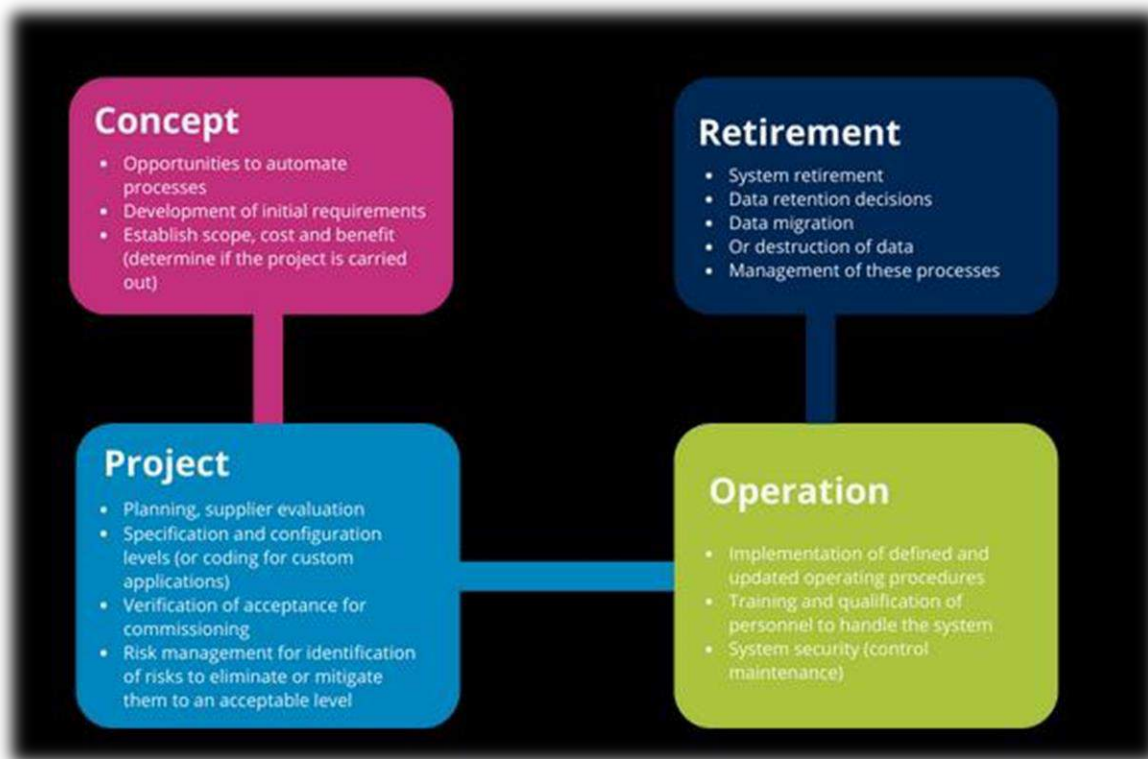 Concept
• Opportunities to automate
processes
• Development of initial requirements
• Establish scope, cost and benefit
(determine if the project is carried
out)
Project
• Planning, supplier evaluation
• Specification and configuration
levels (or coding for custom
applications)
• Verification of acceptance for
commissioning
• Risk management for identification
of risks to eliminate or mitigate
them to an acceptable level
Operation
• Implementation of defined and
updated operating procedures
• Training and qualification of
personnel to handle the system
• System security (control
maintenance)
Retirement
• System retirement
• Data retention decisions
• Data migration
• Or destruction of data
• Management of these processes